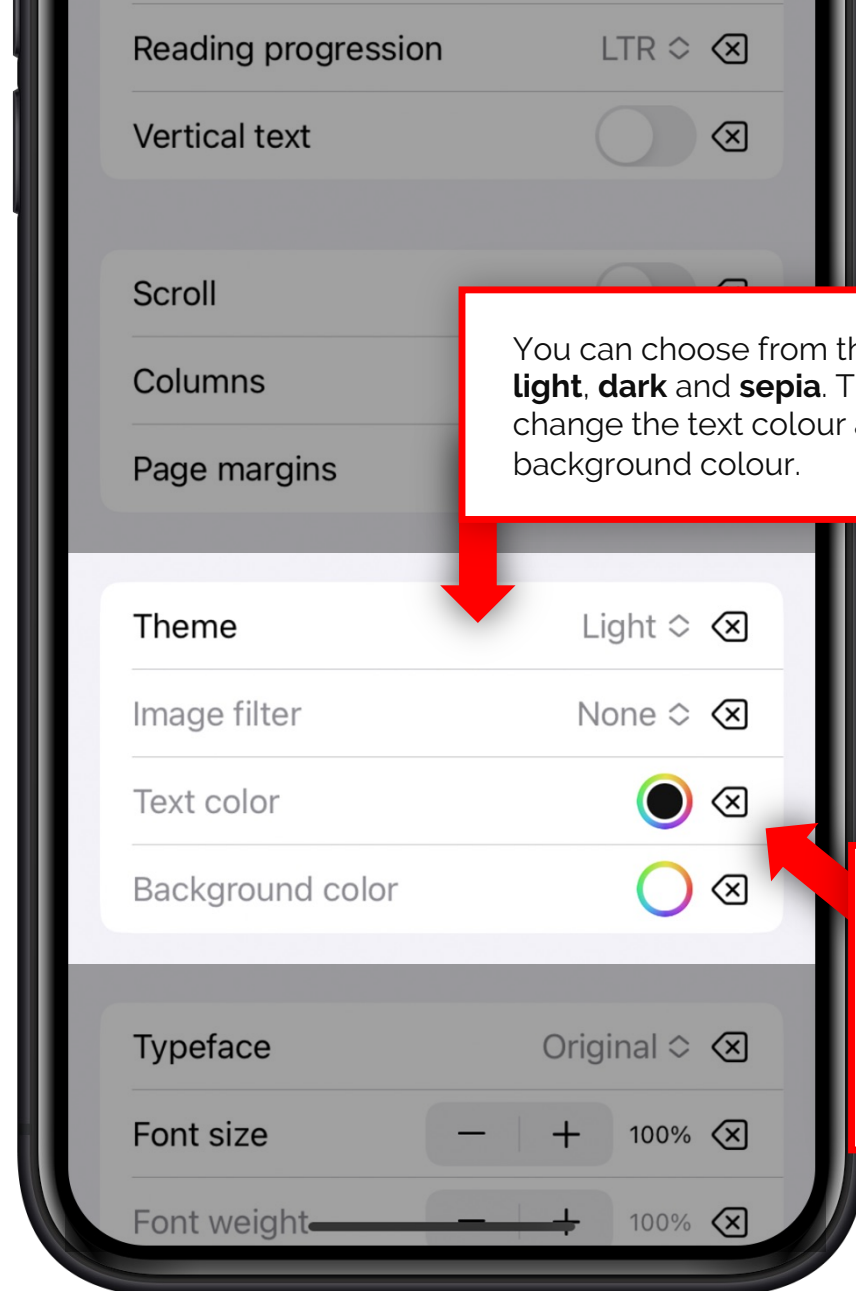 Reading progression LTR
Vertical text
Scroll
You can choose from th
light, dark and sepia. T
Columns
change the text colour a
Page margins
background colour.
Theme Light
Image filter None
Text color
Background color
Typeface Original
Font size − + 100%
Font weight − + 100%